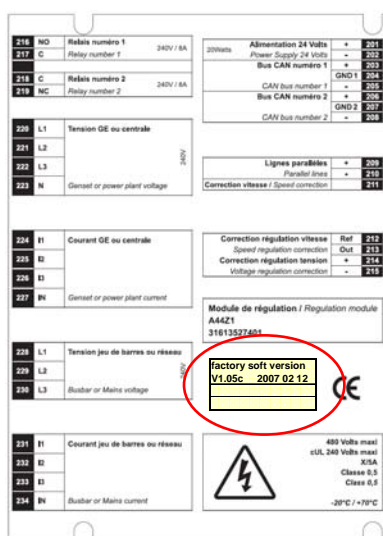 216 NO Relais numéro 1 240V / 8A
217 C Relay number 1
218 C Relais numéro 2 240V / 8A
219 NC Relay number 2
220 L1 Tension GE ou centrale
221 L2
222 L3 240V
223 N Genset or power plant voltage
224 I1 Courant GE ou centrale
225 I2
226 I3
227 IN Genset or power plant current
228 L1 Tension jeu de barres ou réseau
229 L2 240V
230 L3 Busbar or Mains voltage
231 I1 Courant jeu de barres ou réseau
232 I2
233 I3
234 IN Busbar or Mains current
20Watts Alimentation 24 Volts + 201
Power Supply 24 Volts - 202
Bus CAN numéro 1 + 203
GND1 204
CAN bus number 1 - 205
Bus CAN numéro 2 + 206
GND2 207
CAN bus number 2 - 208
Lignes parallèles + 209
Parallel lines - 210
Correction vitesse / Speed correction 211
Correction régulation vitesse Ref 212
Speed regulation correction Out 213
Correction régulation tension + 214
Voltage regulation correction - 215
Module de régulation / Regulation module
A44Z1
31613527401
factory soft version
V1.05c 2007 02 12
CE
480 Volts maxi
cUL 240 Volts maxi
X/5A
Classe 0,5
Class 0,5
-20°C / +70°C